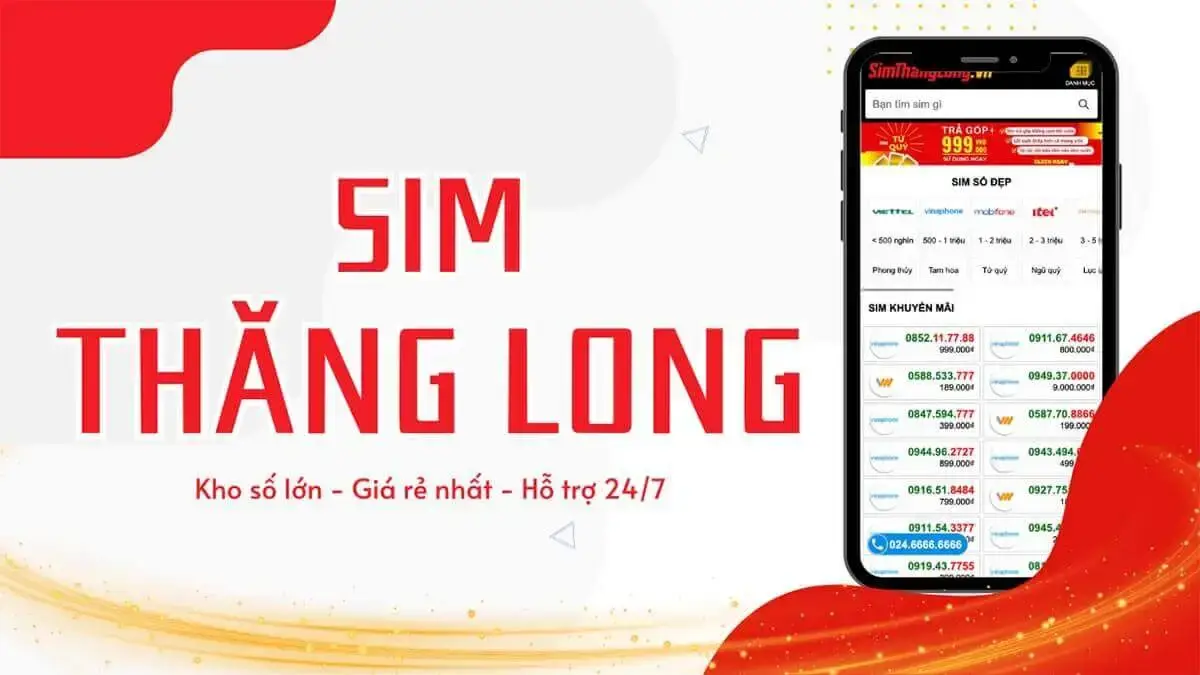 SIM
THĂNG LONG
Kho số lớn - Giá rẻ nhất - Hỗ trợ 24/7
SimThangLong.vn
DANH MỤC
Bạn tìm sim gì
TỨ QUÝ
TRẢ GÓP
999
SỬ DỤNG NGAY
SIM SỐ ĐẸP
VIETTEL vinaphone mobifone itel
< 500 nghìn 500 - 1 triệu 1 - 2 triệu 2 - 3 triệu 3 - 5
Phong thủy Tam hoa Tứ quý Ngũ quý Lục
SIM KHUYẾN MÃI
0852.11.77.88 0911.67.4646
999.000₫ 600.000₫
0588.533.777 0949.37.0000
189.000₫ 9.000.000₫
0847.594.777 0587.70.8866
399.000₫ 199.000
0944.96.2727 0943.494.
899.000₫ 499
0916.51.8484 0927.75
799.000₫
0911.54.3377 0945.4
024.6666.6666
0919.43.7755